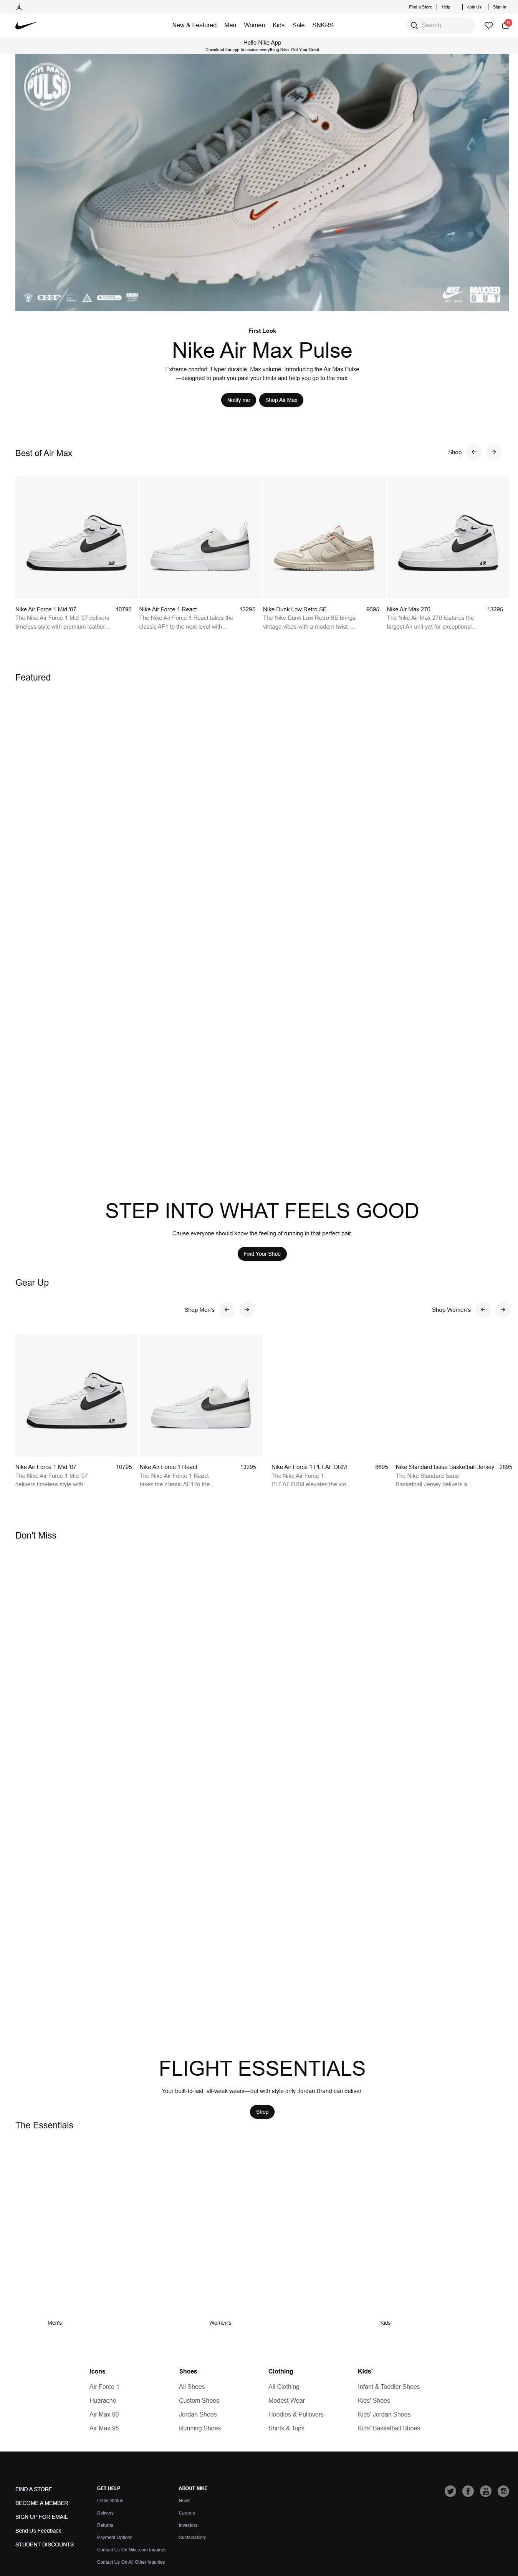 Find a Store
Help
Join Us
Sign In
New & Featured
Men
Women
Kids
Sale
SNKRS
Search
0
Hello Nike App
Download the app to access everything Nike. Get Your Great
AIR MAX
PULSE
NIKE
AIR
MAXXED
OUT
First Look
Nike Air Max Pulse
Extreme comfort. Hyper durable. Max volume. Introducing the Air Max Pulse
—designed to push you past your limits and help you go to the max.
Notify me
Shop Air Max
Best of Air Max
Shop
AIR
AIR
Nike Air Force 1 Mid '07
10795
The Nike Air Force 1 Mid '07 delivers
timeless style with premium leather…
Nike Air Force 1 React
13295
The Nike Air Force 1 React takes the
classic AF1 to the next level with…
Nike Dunk Low Retro SE
9695
The Nike Dunk Low Retro SE brings
vintage vibes with a modern twist.…
Nike Air Max 270
13295
The Nike Air Max 270 features the
largest Air unit yet for exceptional…
Featured
STEP INTO WHAT FEELS GOOD
Cause everyone should know the feeling of running in that perfect pair.
Find Your Shoe
Gear Up
Shop Men's
Shop Women's
AIR
Nike Air Force 1 Mid '07
10795
The Nike Air Force 1 Mid '07
delivers timeless style with…
Nike Air Force 1 React
13295
The Nike Air Force 1 React
takes the classic AF1 to the…
Nike Air Force 1 PLT.AF.ORM
8695
The Nike Air Force 1
PLT.AF.ORM elevates the ico…
Nike Standard Issue Basketball Jersey
2895
The Nike Standard Issue
Basketball Jersey delivers a…
Don't Miss
FLIGHT ESSENTIALS
Your built-to-last, all-week wears—but with style only Jordan Brand can deliver.
Shop
The Essentials
Men's
Women's
Kids'
Icons
Air Force 1
Huarache
Air Max 90
Air Max 95
Shoes
All Shoes
Custom Shoes
Jordan Shoes
Running Shoes
Clothing
All Clothing
Modest Wear
Hoodies & Pullovers
Shirts & Tops
Kids'
Infant & Toddler Shoes
Kids' Shoes
Kids' Jordan Shoes
Kids' Basketball Shoes
FIND A STORE
BECOME A MEMBER
SIGN UP FOR EMAIL
Send Us Feedback
STUDENT DISCOUNTS
GET HELP
Order Status
Delivery
Returns
Payment Options
Contact Us On Nike.com Inquiries
Contact Us On All Other Inquiries
ABOUT NIKE
News
Careers
Investors
Sustainability